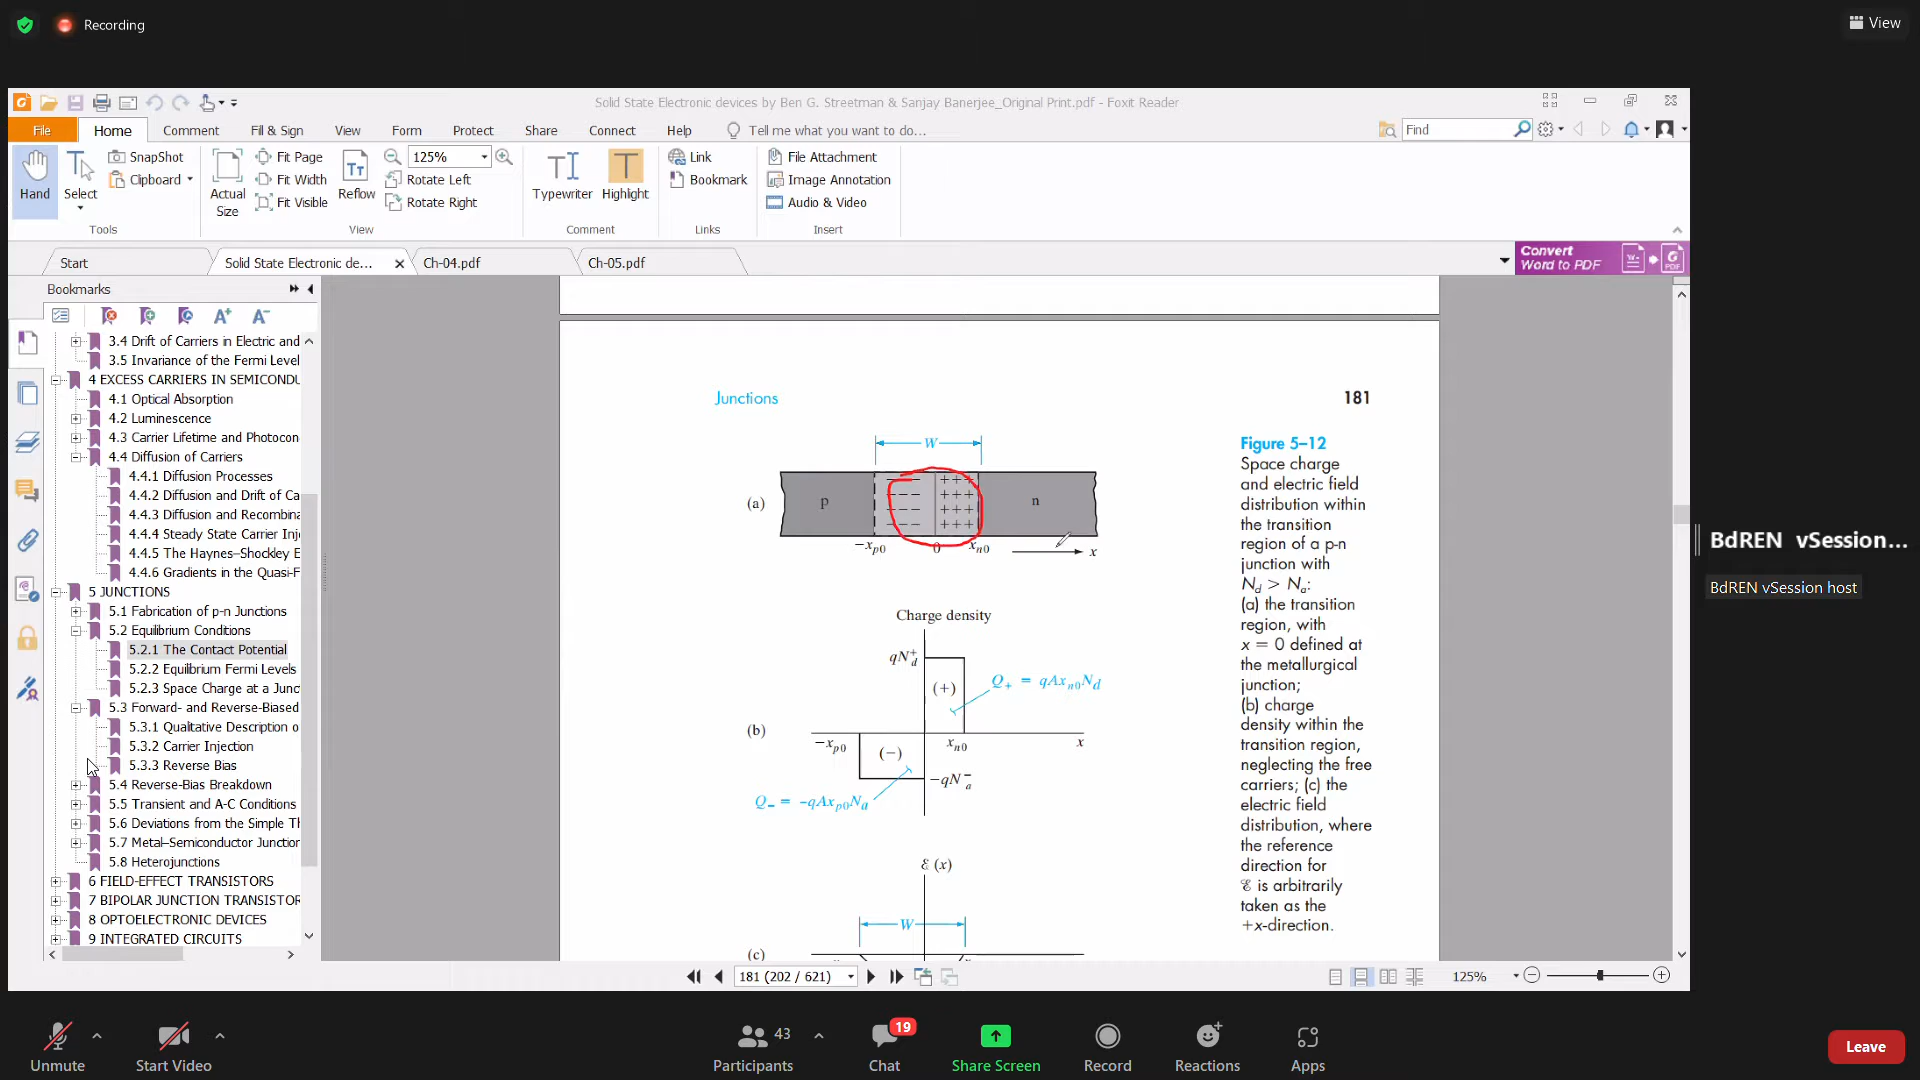 Recording
View
Solid State Electronic devices by Ben G. Streetman & Sanjay Banerjee_Original Print.pdf - Foxit Reader
File Home Comment Fill & Sign View Form Protect Share Connect Help Tell me what you want to do... Find
Hand
Select
SnapShot
Clipboard
Tools
Actual Size
Fit Page
Fit Width
Fit Visible
Reflow
125%
Rotate Left
Rotate Right
View
Typewriter
Highlight
Comment
Link
Bookmark
Links
File Attachment
Image Annotation
Audio & Video
Insert
Start
Solid State Electronic de...
Ch-04.pdf
Ch-05.pdf
Convert
Word to PDF
Bookmarks
3.4 Drift of Carriers in Electric and
3.5 Invariance of the Fermi Level
4 EXCESS CARRIERS IN SEMICONDU
4.1 Optical Absorption
4.2 Luminescence
4.3 Carrier Lifetime and Photocon
4.4 Diffusion of Carriers
4.4.1 Diffusion Processes
4.4.2 Diffusion and Drift of Ca
4.4.3 Diffusion and Recombina
4.4.4 Steady State Carrier Inj
4.4.5 The Haynes–Shockley E
4.4.6 Gradients in the Quasi-F
5 JUNCTIONS
5.1 Fabrication of p-n Junctions
5.2 Equilibrium Conditions
5.2.1 The Contact Potential
5.2.2 Equilibrium Fermi Levels
5.2.3 Space Charge at a Junc
5.3 Forward- and Reverse-Biased
5.3.1 Qualitative Description o
5.3.2 Carrier Injection
5.3.3 Reverse Bias
5.4 Reverse-Bias Breakdown
5.5 Transient and A-C Conditions
5.6 Deviations from the Simple Th
5.7 Metal–Semiconductor Junction
5.8 Heterojunctions
6 FIELD-EFFECT TRANSISTORS
7 BIPOLAR JUNCTION TRANSISTOR
8 OPTOELECTRONIC DEVICES
9 INTEGRATED CIRCUITS
Junctions 181
W
(a) p − − − + + + n
−xp0 0 xn0 x
Charge density
qNd+
(+)
Q+ = qAxn0Nd
(b)
−xp0 (−) xn0 x
−qNa−
Q− = -qAxp0Na
ℰ (x)
W
(c)
Figure 5–12
Space charge
and electric field
distribution within
the transition
region of a p-n
junction with
Nd > Na:
(a) the transition
region, with
x = 0 defined at
the metallurgical
junction;
(b) charge
density within the
transition region,
neglecting the free
carriers; (c) the
electric field
distribution, where
the reference
direction for
ℰ is arbitrarily
taken as the
+x-direction.
181 (202 / 621)
125%
BdREN vSession...
BdREN vSession host
Unmute
Start Video
Participants 43
Chat 19
Share Screen
Record
Reactions
Apps
Leave